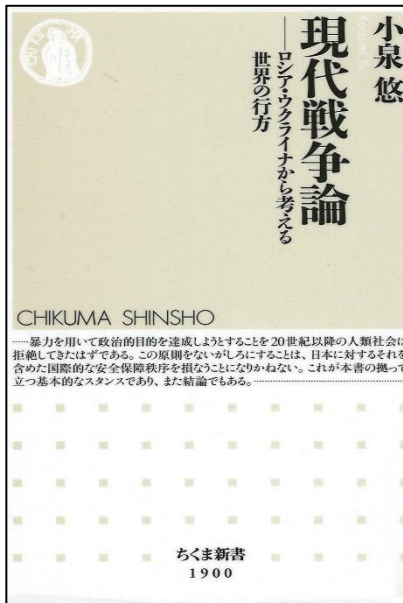 小泉 悠
現代戦争論
──ロシア・ウクライナから考える
世界の行方
CHIKUMA SHINSHO
……暴力を用いて政治的目的を達成しようとすることを20世紀以降の人類社会は
拒絶してきたはずである。この原則をないがしろにすることは、日本に対するそれを
含めた国際的な安全保障秩序を損なうことになりかねない。これが本書の拠って
立つ基本的なスタンスであり、また結論でもある。……………………
ちくま新書
1900